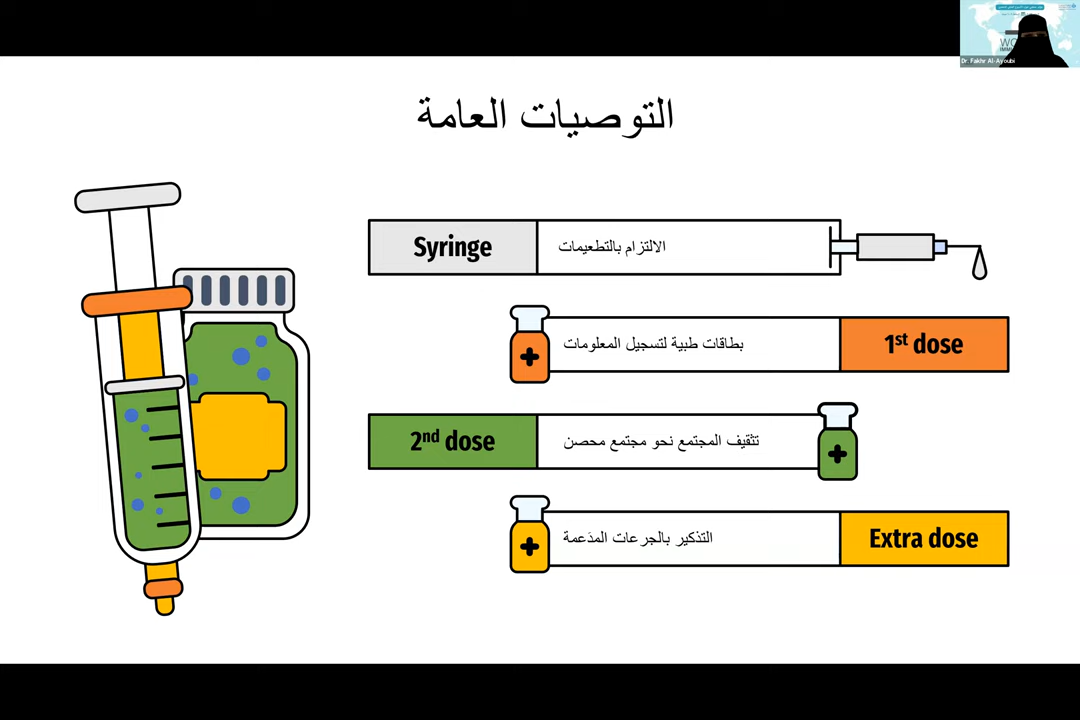 التوصيات العامة
Syringe
الالتزام بالتطعيمات
بطاقات طبية لتسجيل المعلومات
1st dose
2nd dose
تثقيف المجتمع نحو مجتمع محصن
التذكير بالجرعات المدعمة
Extra dose
Dr. Fakhr Al-Ayoubi